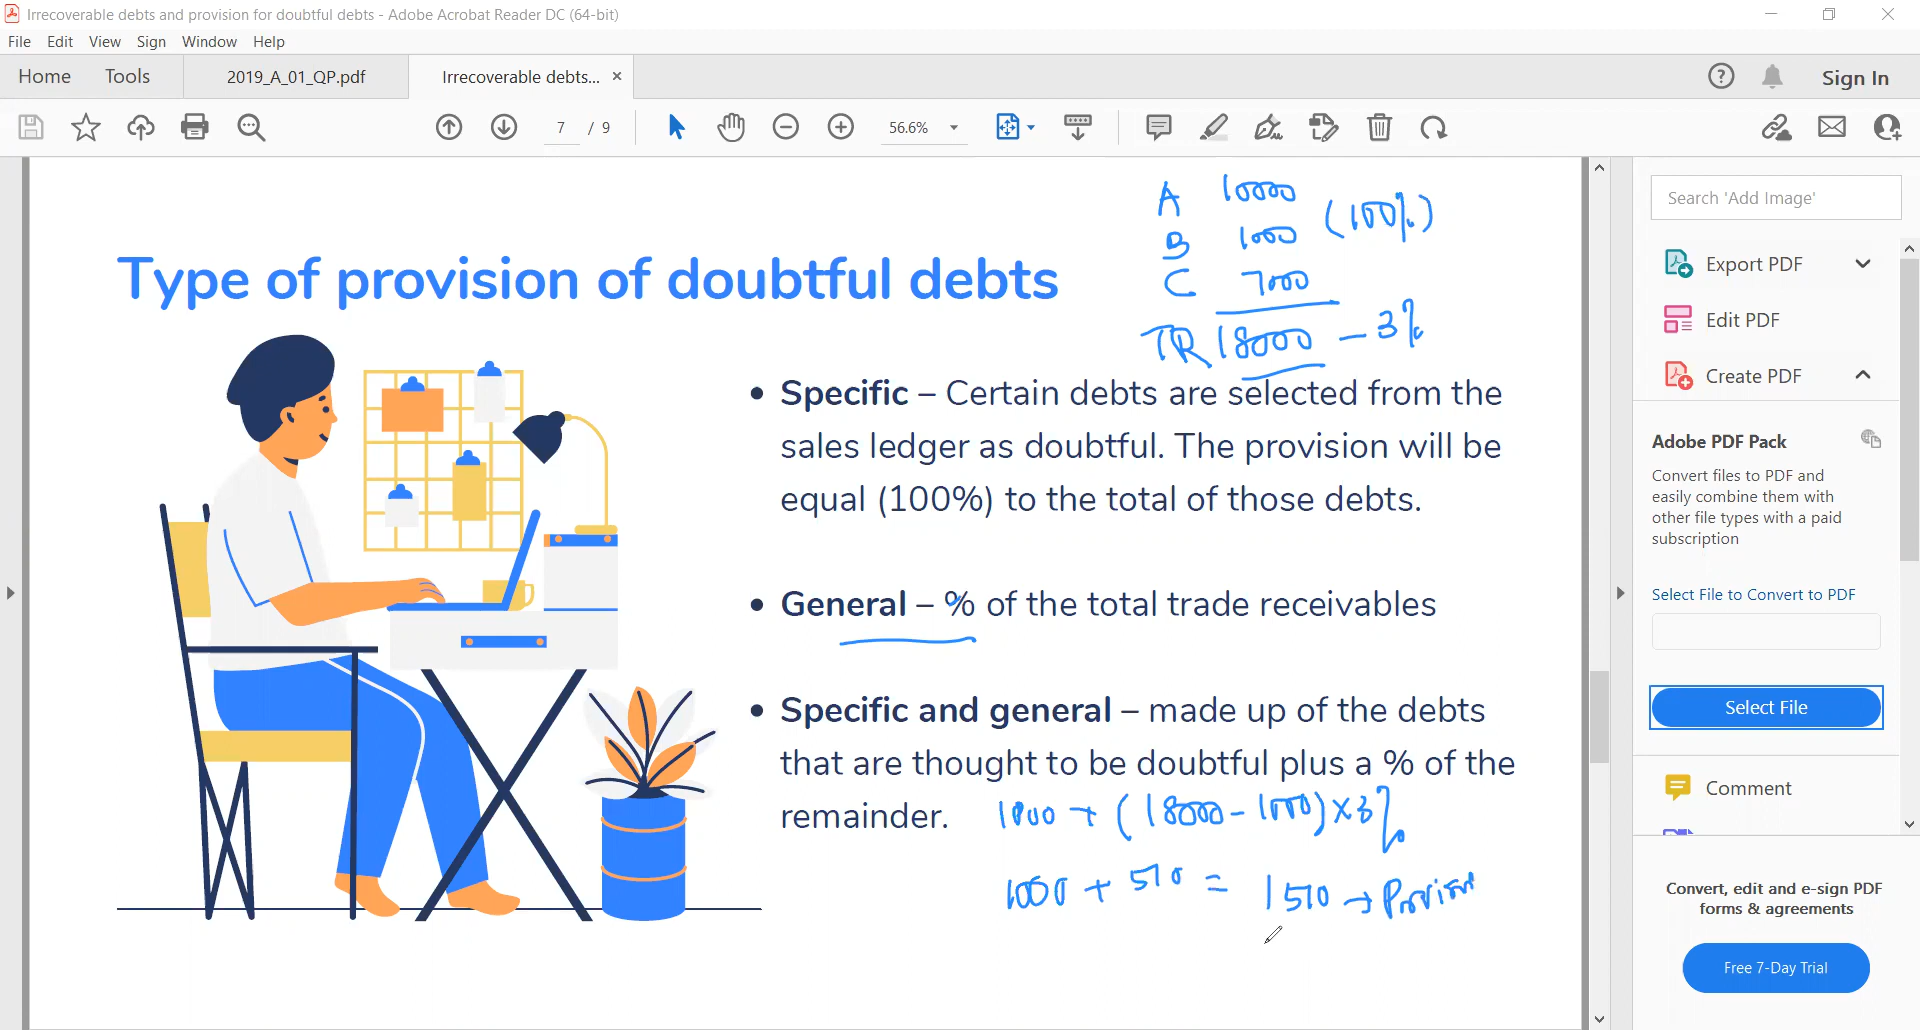 Irrecoverable debts and provision for doubtful debts - Adobe Acrobat Reader DC (64-bit)
File Edit View Sign Window Help
Home Tools 2019_A_01_QP.pdf Irrecoverable debts... × Sign In
7 / 9 56.6%
A 10000
B 1000 (100%)
C 7000
TR 18000 – 3%
Type of provision of doubtful debts
• Specific – Certain debts are selected from the
sales ledger as doubtful. The provision will be
equal (100%) to the total of those debts.
• General – % of the total trade receivables
• Specific and general – made up of the debts
that are thought to be doubtful plus a % of the
remainder.
1000 + (18000 - 1000) × 3%
1000 + 510 = 1510 → Provision
Search 'Add Image'
Export PDF
Edit PDF
Create PDF
Adobe PDF Pack
Convert files to PDF and
easily combine them with
other file types with a paid
subscription
Select File to Convert to PDF
Select File
Comment
Convert, edit and e-sign PDF
forms & agreements
Free 7-Day Trial